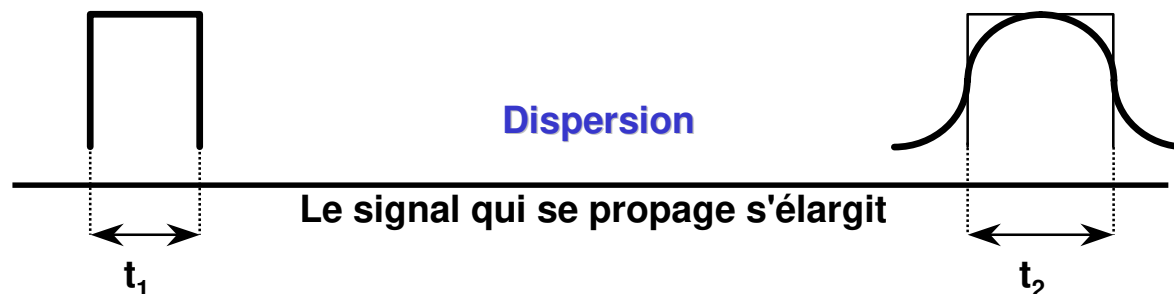 Dispersion
Le signal qui se propage s'élargit
t₁
t₂